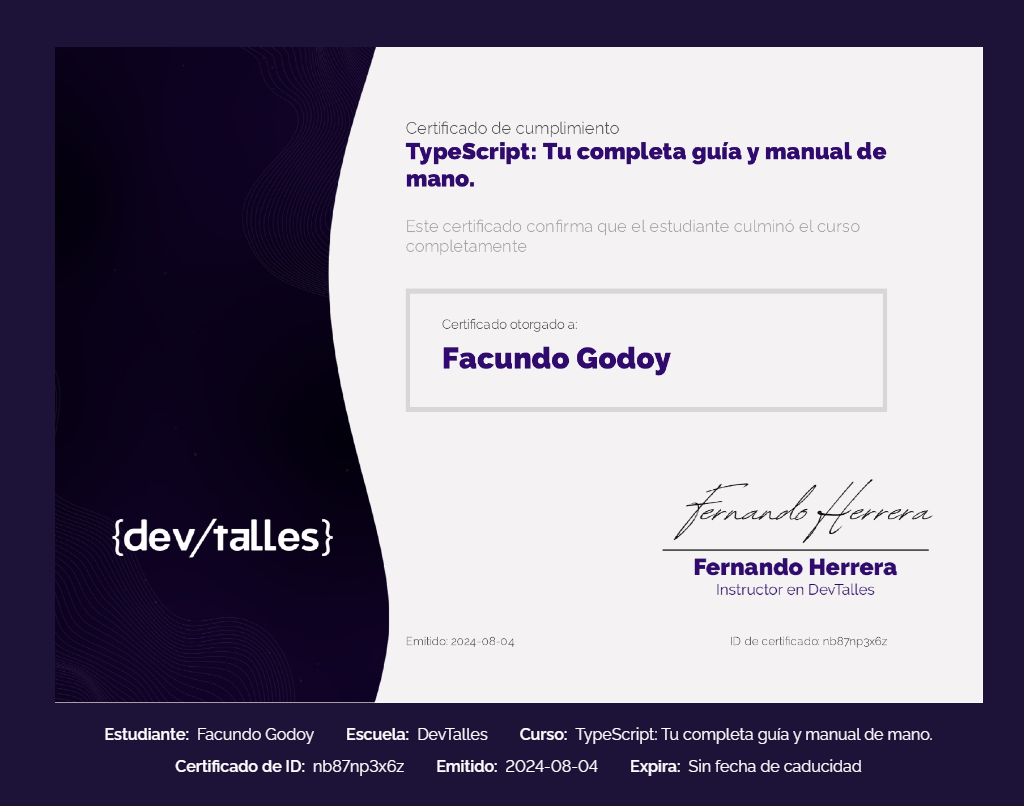 Certificado de cumplimiento
TypeScript: Tu completa guía y manual de
mano.
Este certificado confirma que el estudiante culminó el curso
completamente
Certificado otorgado a:
Facundo Godoy
{dev/talles}
Fernando Herrera
Fernando Herrera
Instructor en DevTalles
Emitido: 2024-08-04 ID de certificado: nb87np3x6z
Estudiante: Facundo Godoy Escuela: DevTalles Curso: TypeScript: Tu completa guía y manual de mano.
Certificado de ID: nb87np3x6z Emitido: 2024-08-04 Expira: Sin fecha de caducidad